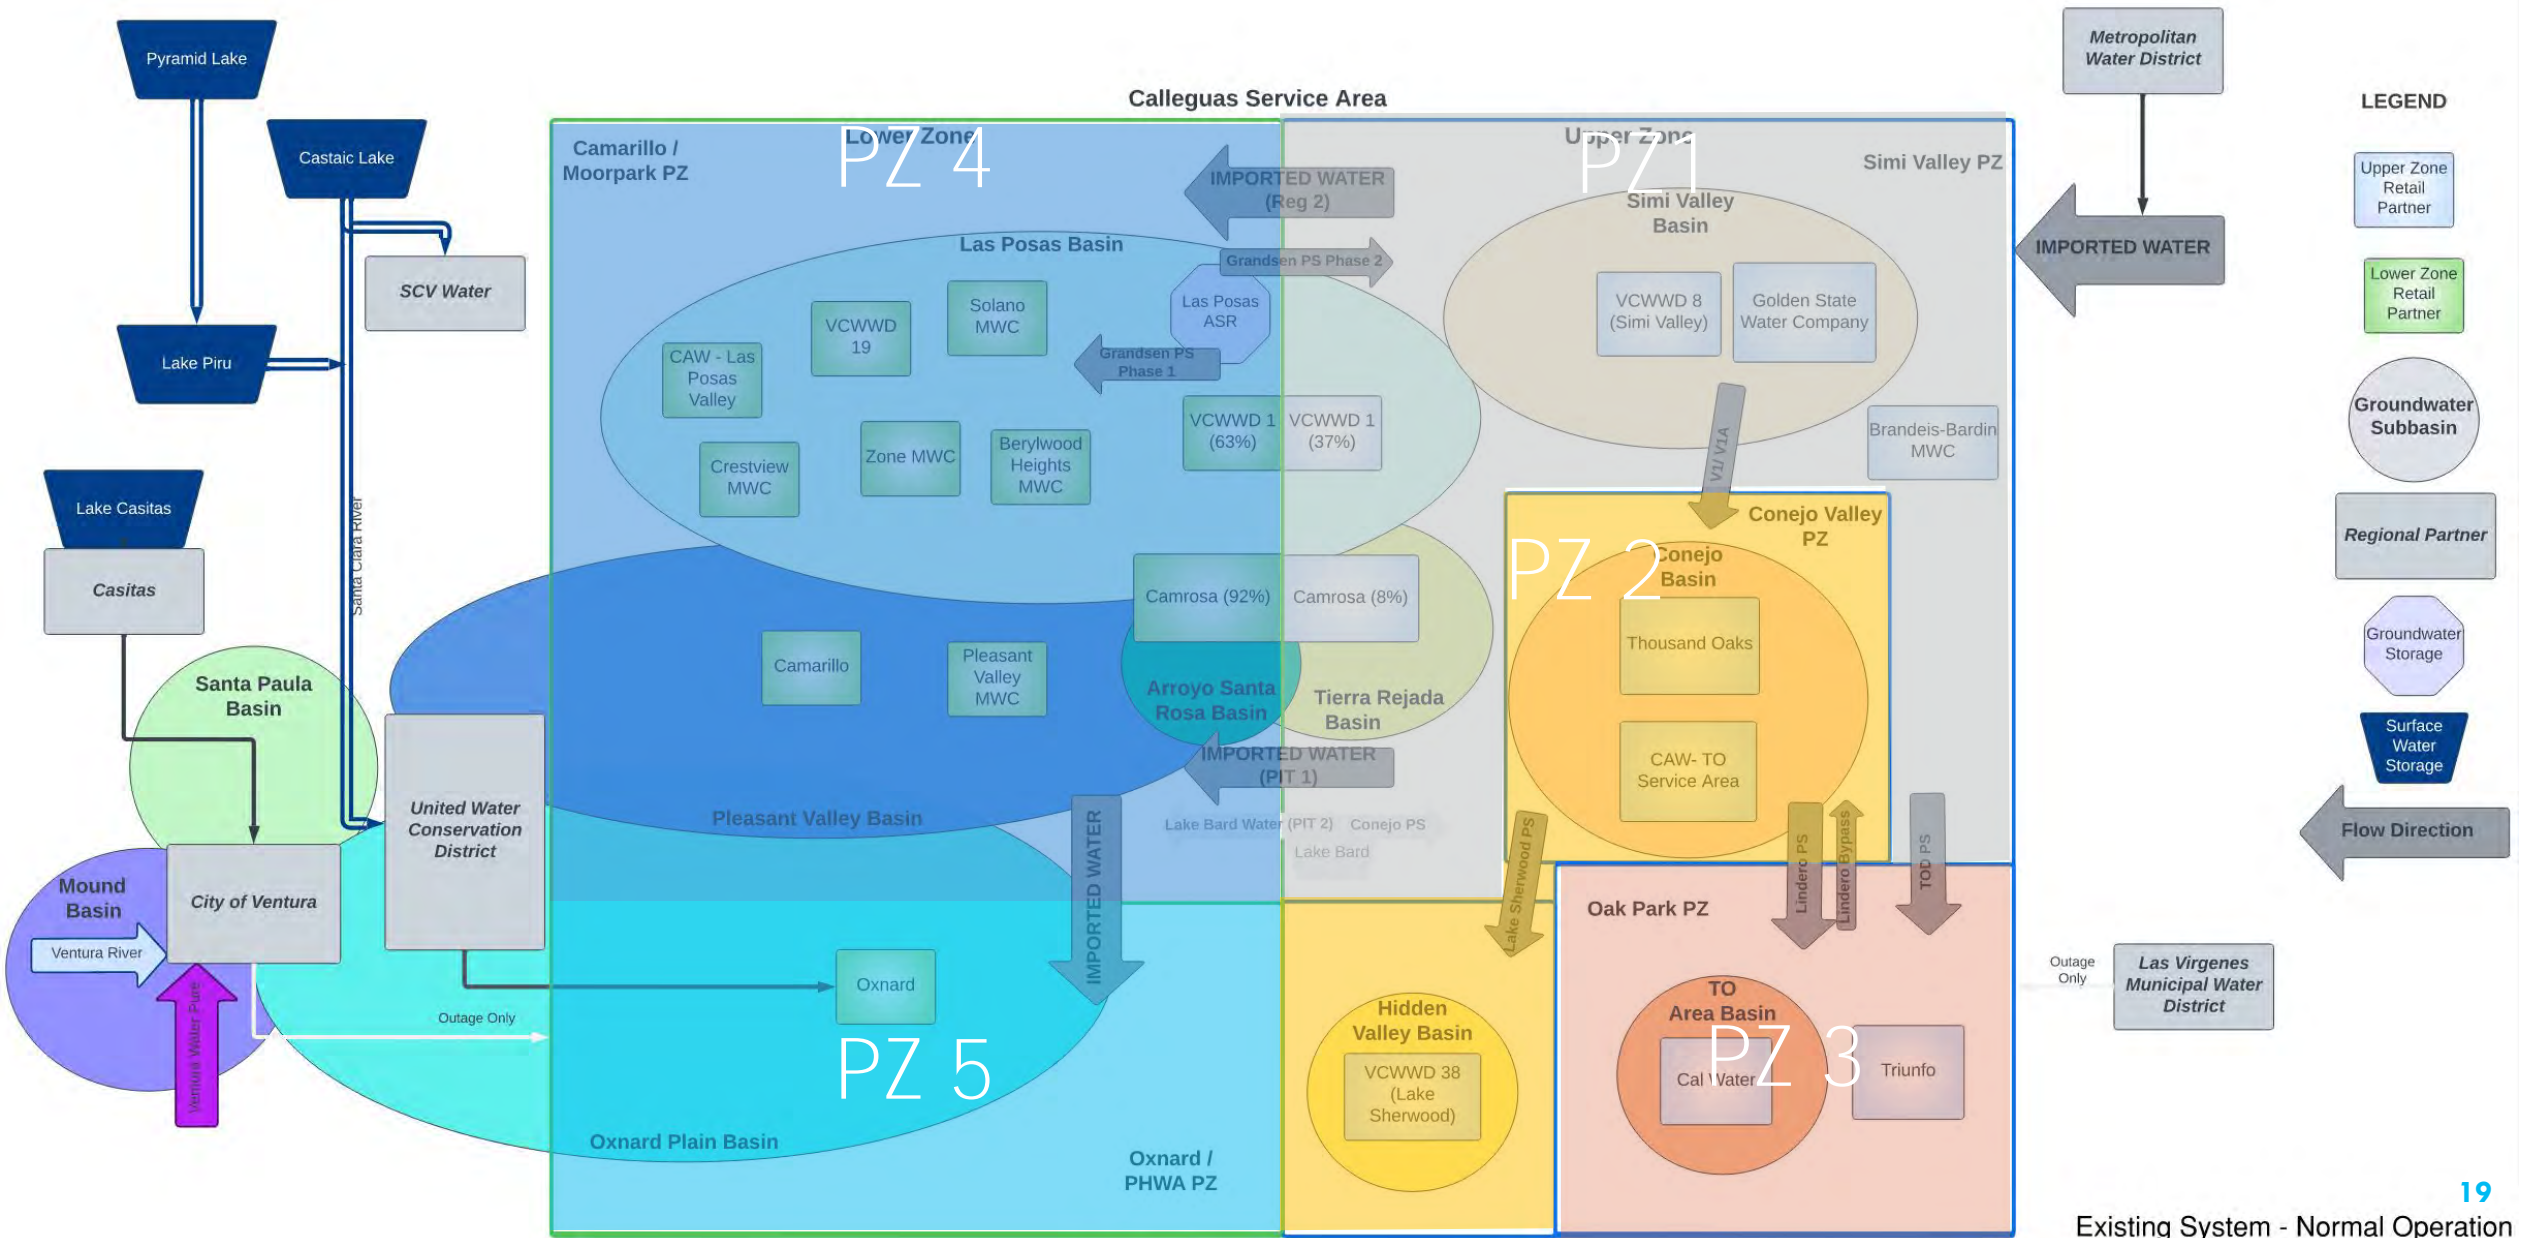 Calleguas Service Area
Pyramid Lake
Castaic Lake
SCV Water
Lake Piru
Lake Casitas
Casitas
Santa Clara River
Santa Paula
Basin
United Water
Conservation
District
Mound
Basin
City of Ventura
Ventura River
Ventura Water Pure
Outage Only
Camarillo /
Moorpark PZ
Lower Zone
PZ 4
IMPORTED WATER
(Reg 2)
Las Posas Basin
Grandsen PS Phase 2
Las Posas
ASR
Grandsen PS
Phase 1
Solano
MWC
VCWWD
19
CAW - Las
Posas
Valley
Crestview
MWC
Zone MWC
Berylwood
Heights
MWC
VCWWD 1
(63%)
VCWWD 1
(37%)
Camrosa (92%)
Camrosa (8%)
Camarillo
Pleasant
Valley
MWC
Arroyo Santa
Rosa Basin
Tierra Rejada
Basin
IMPORTED WATER
(PIT 1)
Pleasant Valley Basin
Lake Bard Water (PIT 2)
Conejo PS
Lake Bard
IMPORTED WATER
Oxnard
PZ 5
Oxnard Plain Basin
Oxnard /
PHWA PZ
Upper Zone
PZ1
Simi Valley PZ
Simi Valley
Basin
VCWWD 8
(Simi Valley)
Golden State
Water Company
V1/ V1A
Brandeis-Bardin
MWC
Conejo Valley
PZ
PZ 2
Conejo
Basin
Thousand Oaks
CAW- TO
Service Area
Lake Sherwood PS
Lindero PS
Lindero Bypass
TOD PS
Hidden
Valley Basin
VCWWD 38
(Lake
Sherwood)
Oak Park PZ
TO
Area Basin
PZ 3
Cal Water
Triunfo
Metropolitan
Water District
IMPORTED WATER
Outage
Only
Las Virgenes
Municipal Water
District
LEGEND
Upper Zone
Retail
Partner
Lower Zone
Retail
Partner
Groundwater
Subbasin
Regional Partner
Groundwater
Storage
Surface
Water
Storage
Flow Direction
19
Existing System - Normal Operation